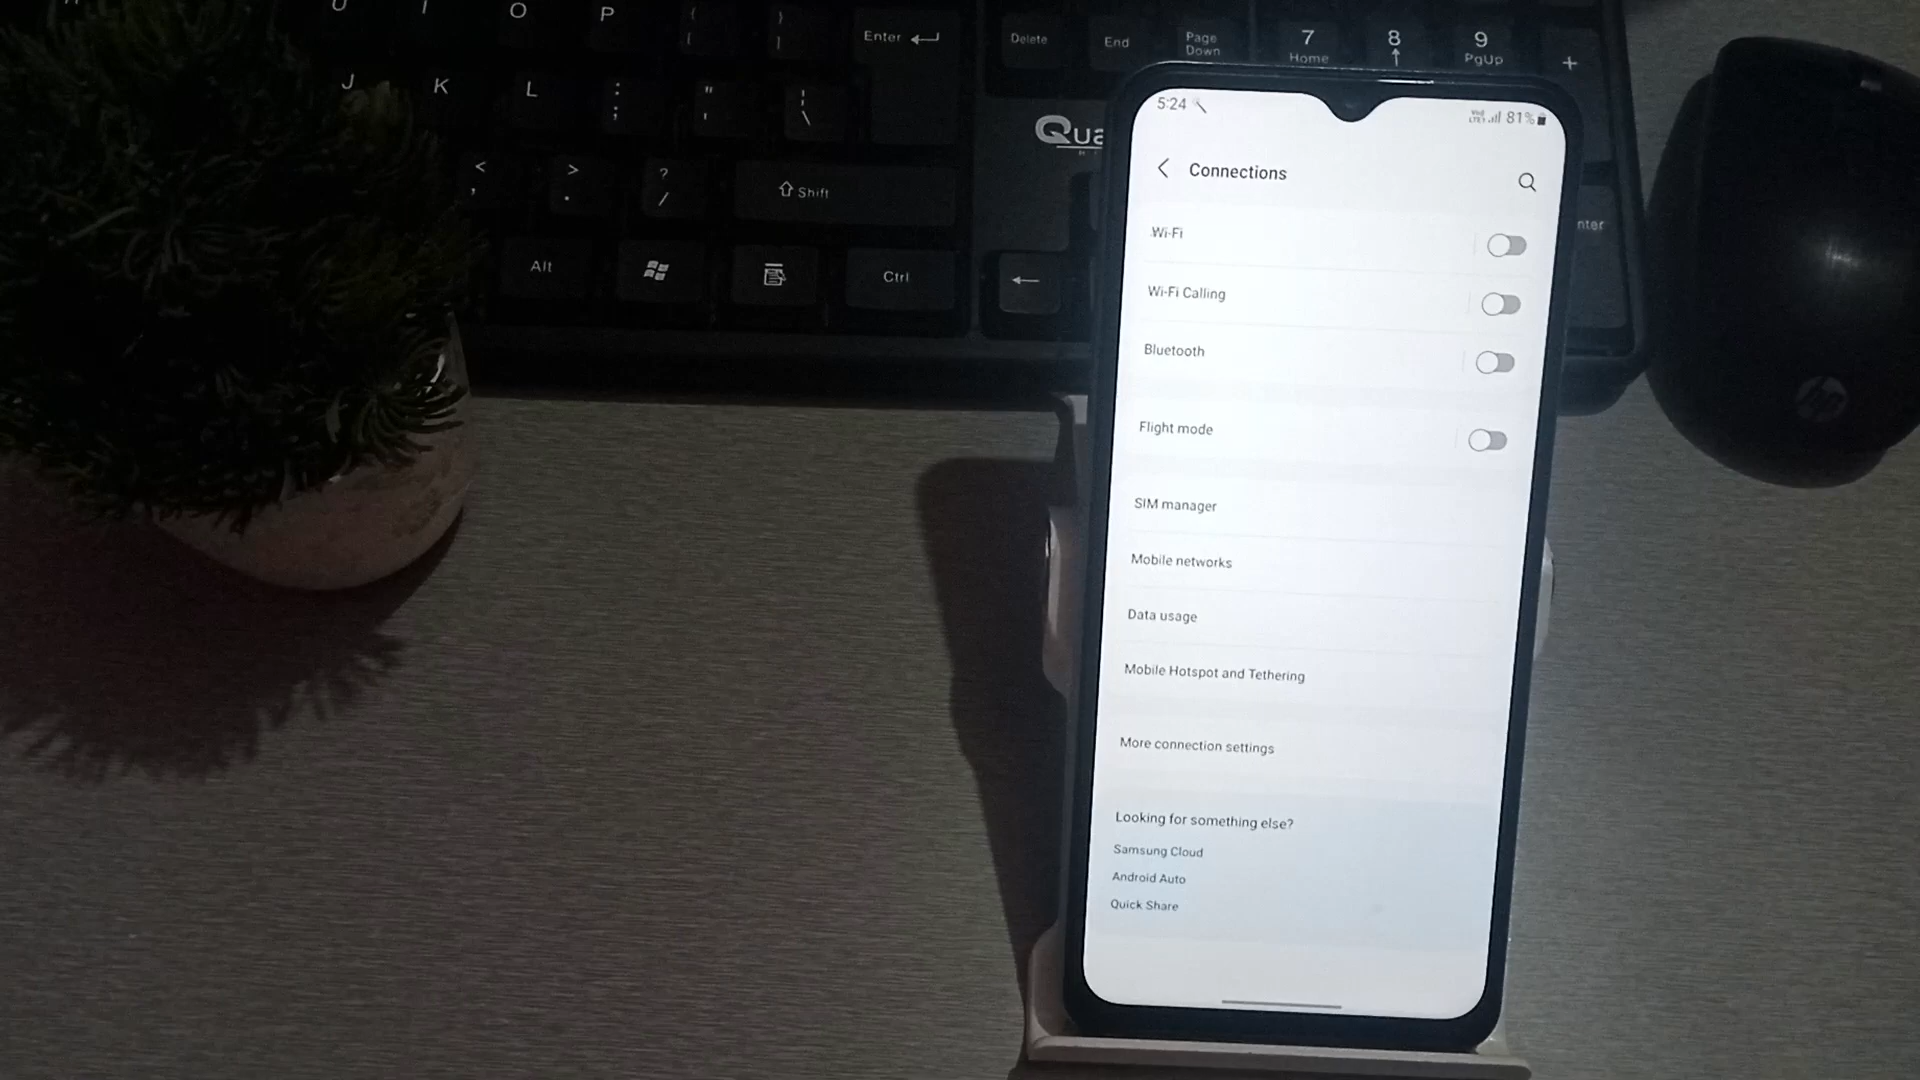 O P { }
[ ]
Enter
Delete End Page Down 7 Home 8 9 PgUp +
J K L : ; " ' \
< , > . ? / Shift
Alt Ctrl
Qua
nter
hp
5:24 81%
Connections
Wi-Fi
Wi-Fi Calling
Bluetooth
Flight mode
SIM manager
Mobile networks
Data usage
Mobile Hotspot and Tethering
More connection settings
Looking for something else?
Samsung Cloud
Android Auto
Quick Share